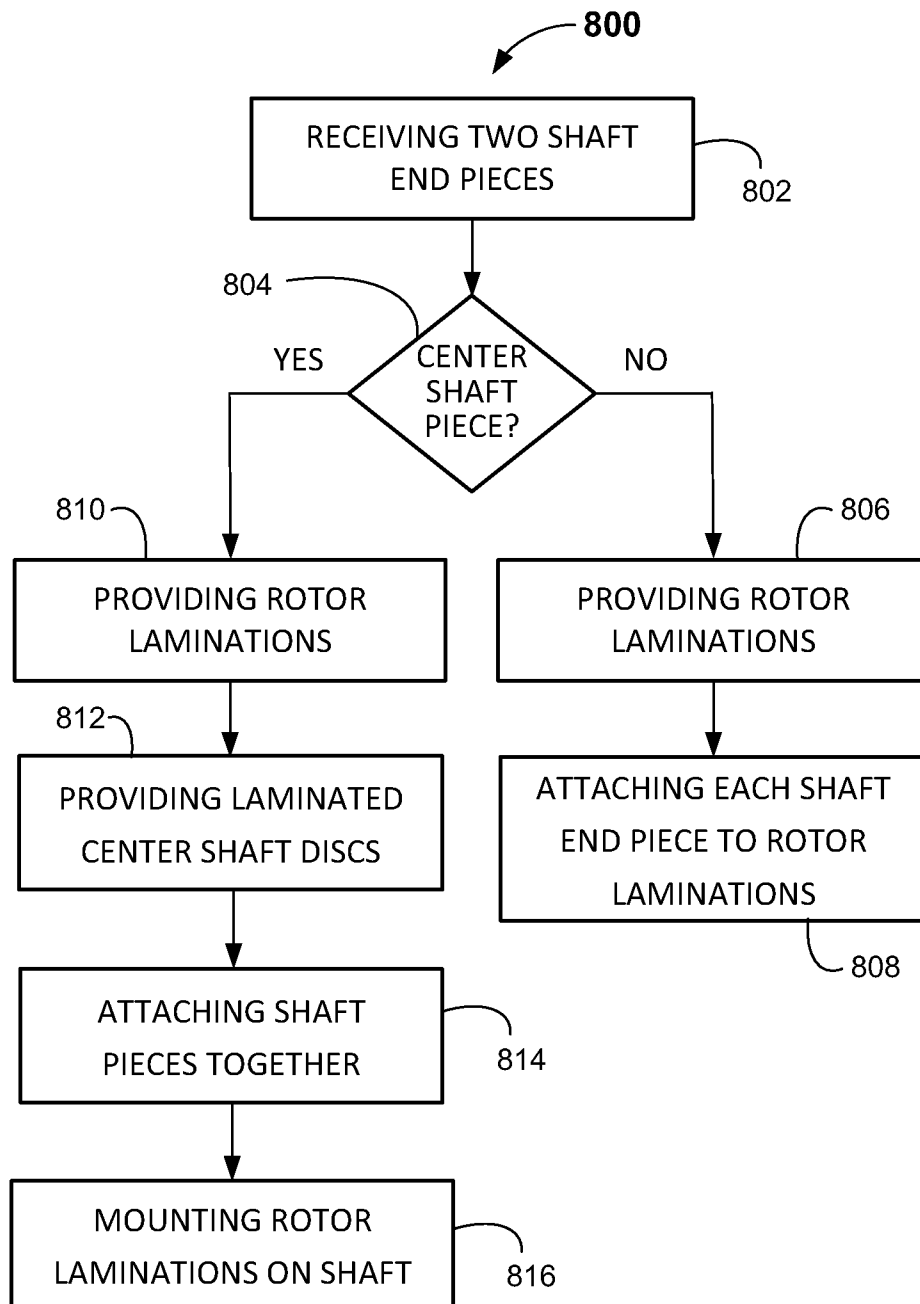 800
RECEIVING TWO SHAFT
END PIECES
802
804
CENTER
SHAFT
PIECE?
YES
NO
810
PROVIDING ROTOR
LAMINATIONS
806
PROVIDING ROTOR
LAMINATIONS
812
PROVIDING LAMINATED
CENTER SHAFT DISCS
ATTACHING EACH SHAFT
END PIECE TO ROTOR
LAMINATIONS
808
ATTACHING SHAFT
PIECES TOGETHER
814
MOUNTING ROTOR
LAMINATIONS ON SHAFT
816